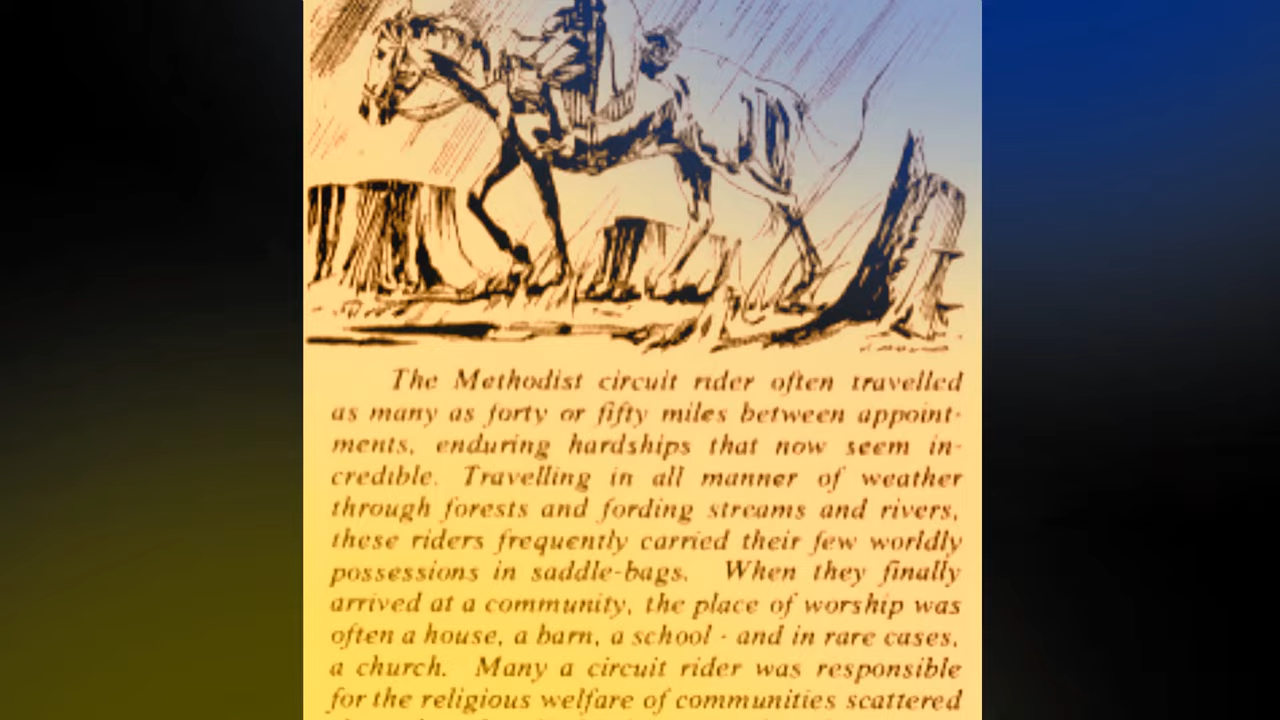 The Methodist circuit rider often travelled
as many as forty or fifty miles between appoint-
ments, enduring hardships that now seem in-
credible. Travelling in all manner of weather
through forests and fording streams and rivers,
these riders frequently carried their few worldly
possessions in saddle-bags. When they finally
arrived at a community, the place of worship was
often a house, a barn, a school - and in rare cases,
a church. Many a circuit rider was responsible
for the religious welfare of communities scattered